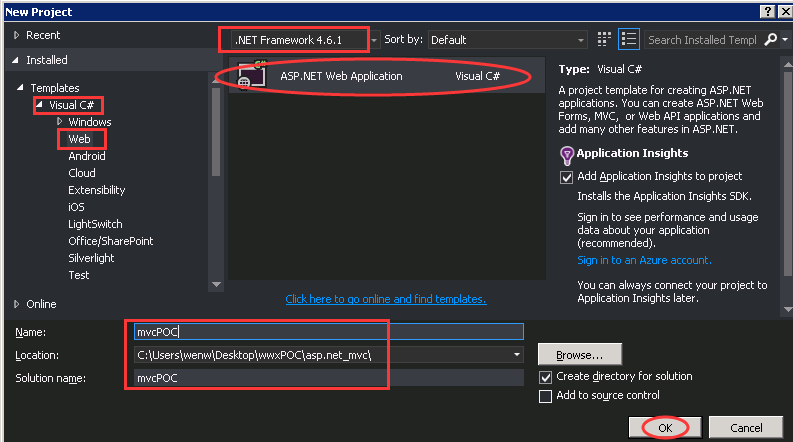 New Project
Recent
.NET Framework 4.6.1
Sort by: Default
Search Installed Templ
Installed
Templates
Visual C#
Windows
Web
Android
Cloud
Extensibility
iOS
LightSwitch
Office/SharePoint
Silverlight
Test
Online
C#
ASP.NET Web Application
Visual C#
Click here to go online and find templates.
Type: Visual C#
A project template for creating ASP.NET
applications. You can create ASP.NET Web
Forms, MVC, or Web API applications and
add many other features in ASP.NET.
Application Insights
Add Application Insights to project
Installs the Application Insights SDK.
Sign in to see performance and usage
data about your application
(recommended).
Sign in to an Azure account.
You can always connect your project to
Application Insights later.
Name: mvcPOC
Location: C:\Users\wenw\Desktop\wwxPOC\asp.net_mvc\
Browse...
Solution name: mvcPOC
Create directory for solution
Add to source control
OK
Cancel